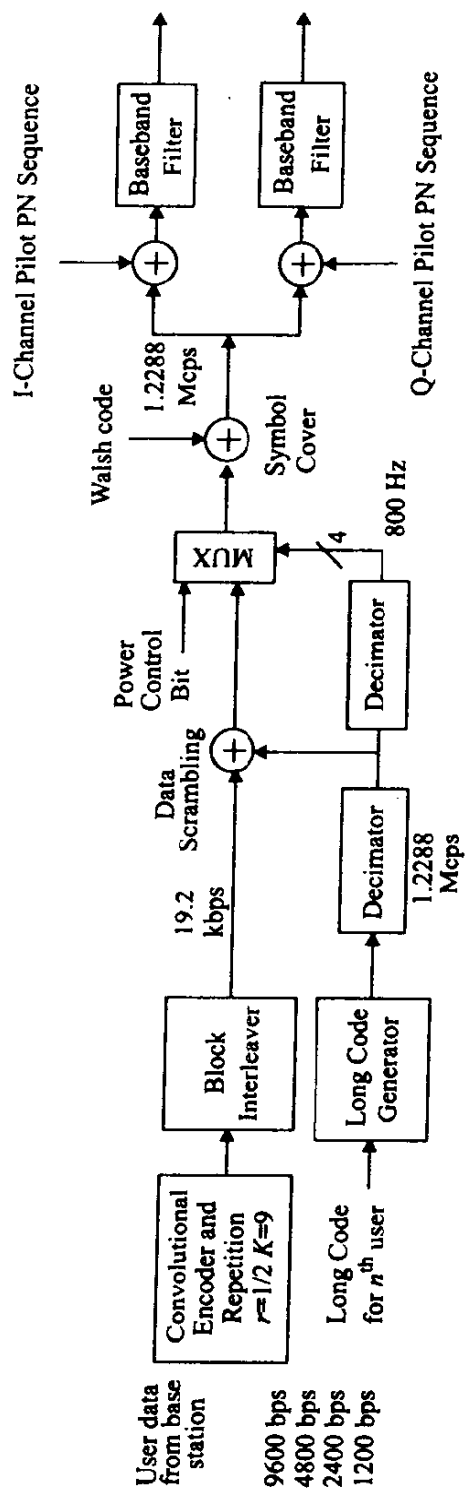 User data
from base
station
9600 bps
4800 bps
2400 bps
1200 bps
Convolutional
Encoder and
Repetition
r=1/2 K=9
Block
Interleaver
19.2
kbps
Data
Scrambling
Power
Control
Bit
MUX
Walsh code
Symbol
Cover
1.2288
Mcps
I-Channel Pilot PN Sequence
Baseband
Filter
Baseband
Filter
Q-Channel Pilot PN Sequence
Long Code
for nth user
Long Code
Generator
Decimator
1.2288
Mcps
Decimator
4
800 Hz